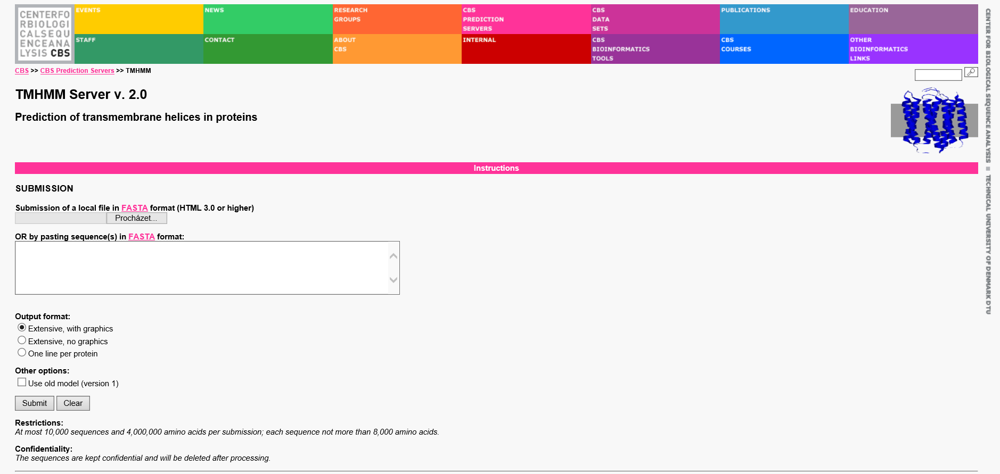 CENTERFO
RBIOLOGI
CALSEQU
ENCEANA
LYSIS CBS
EVENTS
NEWS
RESEARCH
GROUPS
CBS
PREDICTION
SERVERS
CBS
DATA
SETS
PUBLICATIONS
EDUCATION
STAFF
CONTACT
ABOUT
CBS
INTERNAL
CBS
BIOINFORMATICS
TOOLS
CBS
COURSES
OTHER
BIOINFORMATICS
LINKS
CBS >> CBS Prediction Servers >> TMHMM
TMHMM Server v. 2.0
Prediction of transmembrane helices in proteins
Instructions
SUBMISSION
Submission of a local file in FASTA format (HTML 3.0 or higher)
Procházet...
OR by pasting sequence(s) in FASTA format:
Output format:
Extensive, with graphics
Extensive, no graphics
One line per protein
Other options:
Use old model (version 1)
Submit Clear
Restrictions:
At most 10,000 sequences and 4,000,000 amino acids per submission; each sequence not more than 8,000 amino acids.
Confidentiality:
The sequences are kept confidential and will be deleted after processing.
CENTER FOR BIOLOGICAL SEQUENCE ANALYSIS ■ TECHNICAL UNIVERSITY OF DENMARK DTU